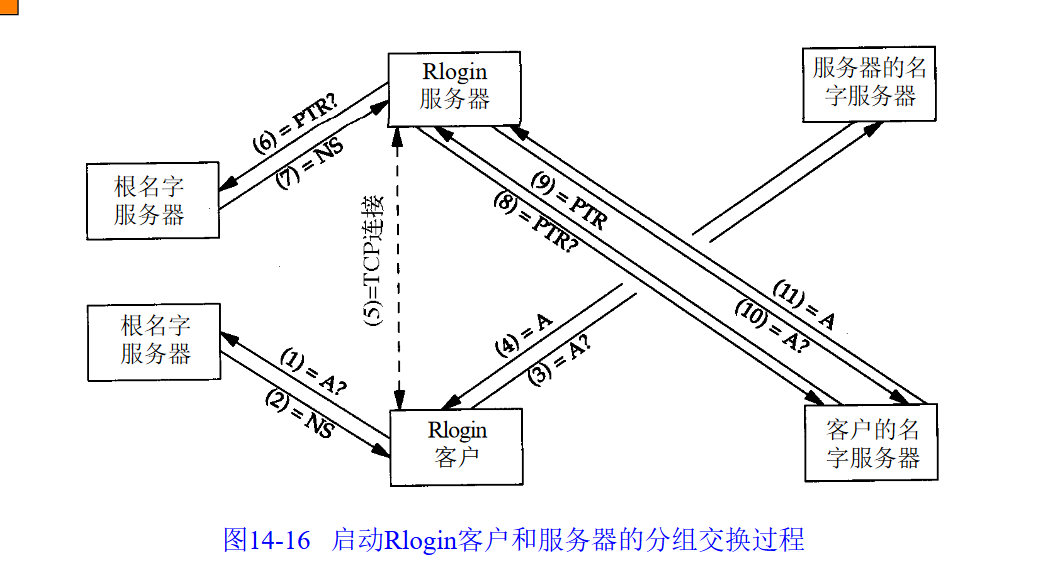 Rlogin
服务器
服务器的名
字服务器
(6) = PTR?
(7) = NS
根名字
服务器
(9) = PTR
(8) = PTR?
(5)=TCP连接
(11) = A
(10) = A?
根名字
服务器
(4) = A
(3) = A?
(1) = A?
(2) = NS
Rlogin
客户
客户的名
字服务器
图14-16 启动Rlogin客户和服务器的分组交换过程